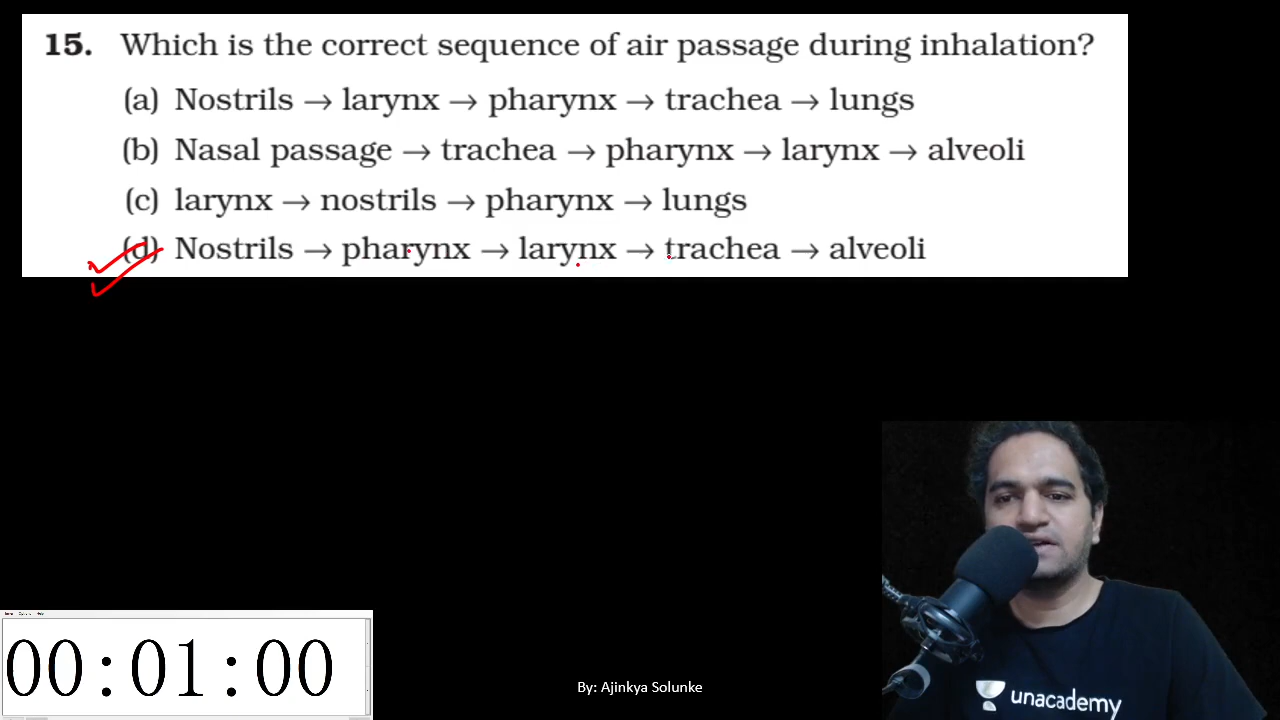 15. Which is the correct sequence of air passage during inhalation?
(a) Nostrils → larynx → pharynx → trachea → lungs
(b) Nasal passage → trachea → pharynx → larynx → alveoli
(c) larynx → nostrils → pharynx → lungs
(d) Nostrils → pharynx → larynx → trachea → alveoli
00:01:00
By: Ajinkya Solunke
unacademy